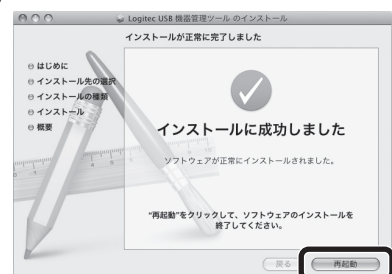 Logitec USB 機器管理ツール のインストール
インストールが正常に完了しました
はじめに
インストール先の選択
インストールの種類
インストール
概要
インストールに成功しました
ソフトウェアが正常にインストールされました。
“再起動”をクリックして、ソフトウェアのインストールを
終了してください。
戻る
再起動